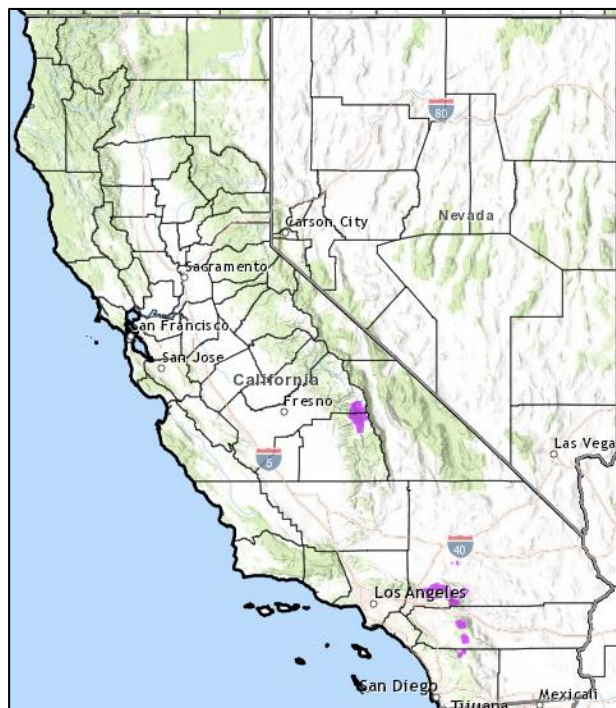 80
Carson City
Nevada
Sacramento
San Francisco
San Jose
California
Fresno
Las Vega
5
40
Los Angeles
San Diego
Tijuana
Mexicali